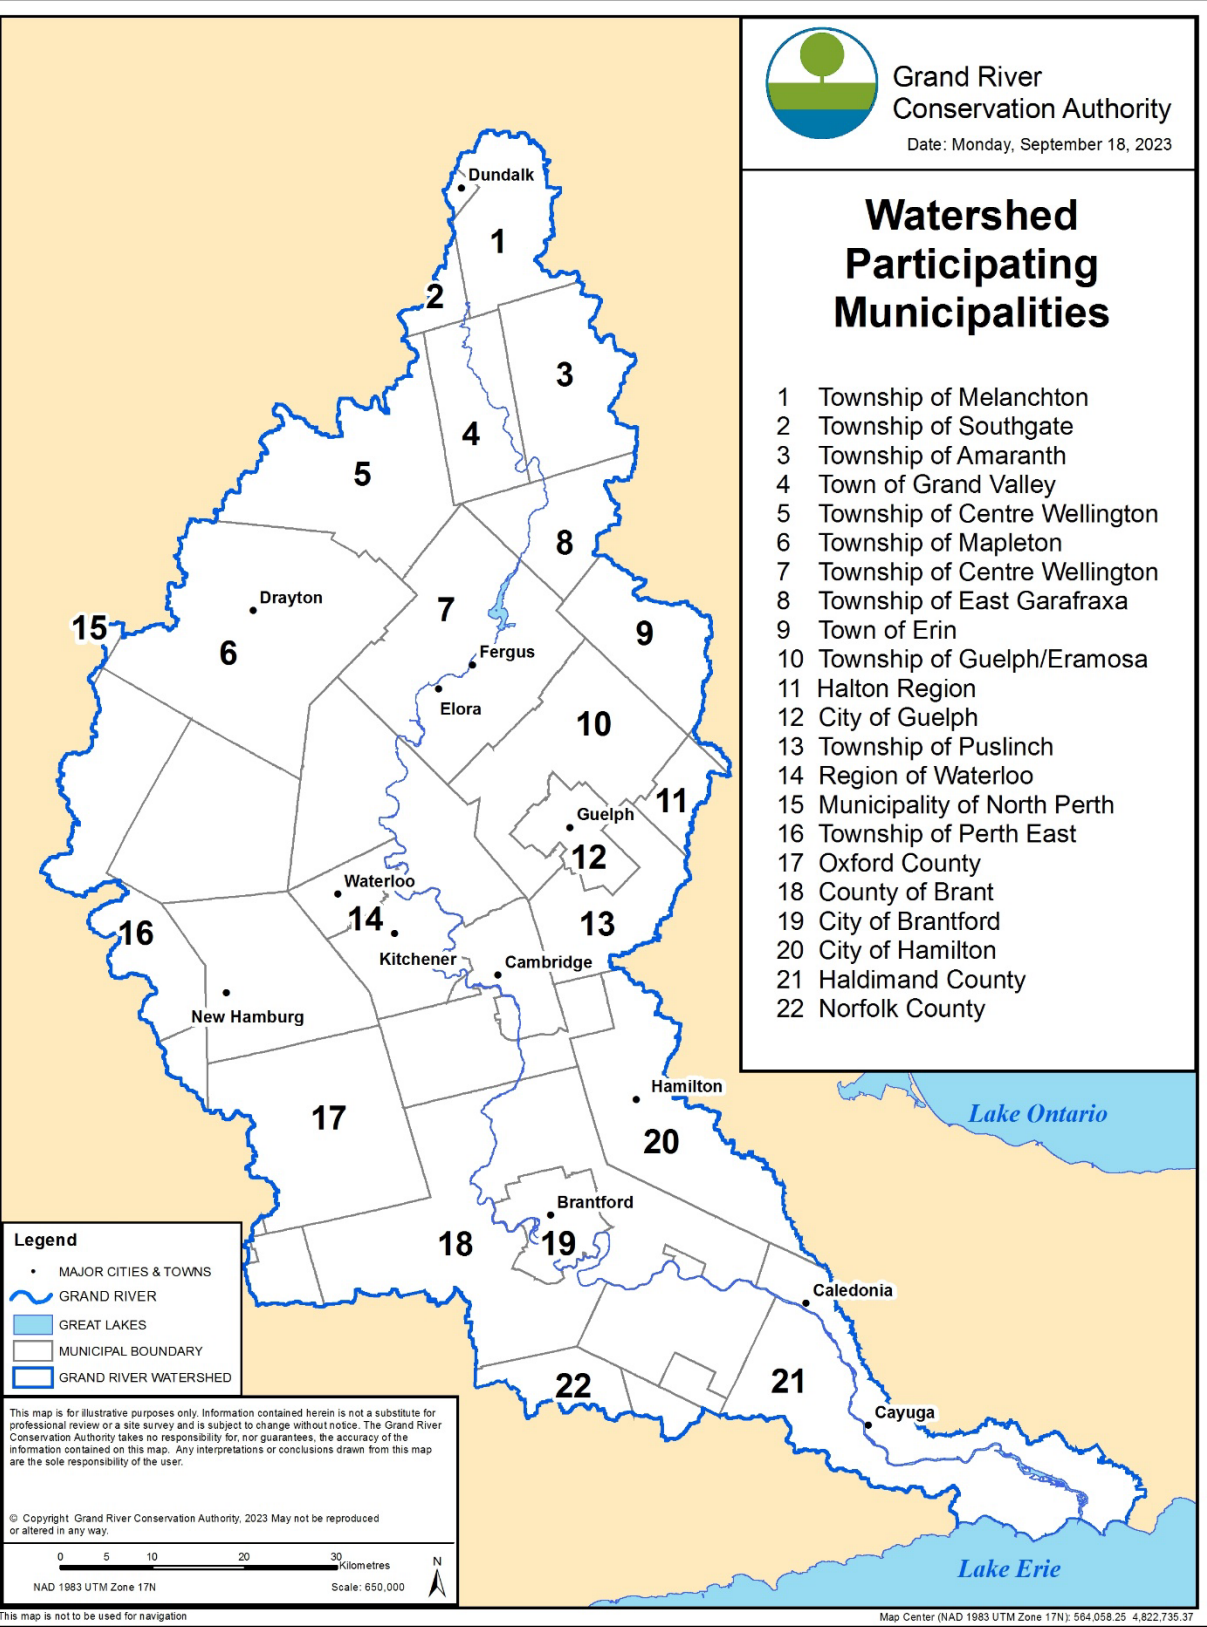 Grand River
Conservation Authority
Date: Monday, September 18, 2023
Watershed
Participating
Municipalities
1 Township of Melanchton
2 Township of Southgate
3 Township of Amaranth
4 Town of Grand Valley
5 Township of Centre Wellington
6 Township of Mapleton
7 Township of Centre Wellington
8 Township of East Garafraxa
9 Town of Erin
10 Township of Guelph/Eramosa
11 Halton Region
12 City of Guelph
13 Township of Puslinch
14 Region of Waterloo
15 Municipality of North Perth
16 Township of Perth East
17 Oxford County
18 County of Brant
19 City of Brantford
20 City of Hamilton
21 Haldimand County
22 Norfolk County
Dundalk
1
2
3
4
5
8
Drayton
7
15
9
6
Fergus
Elora
10
11
Guelph
12
Waterloo
14
13
16
Kitchener
Cambridge
New Hamburg
Hamilton
Lake Ontario
17
20
Brantford
18
19
Caledonia
21
22
Cayuga
Lake Erie
Legend
MAJOR CITIES & TOWNS
GRAND RIVER
GREAT LAKES
MUNICIPAL BOUNDARY
GRAND RIVER WATERSHED
This map is for illustrative purposes only. Information contained herein is not a substitute for
professional review or a site survey and is subject to change without notice. The Grand River
Conservation Authority takes no responsibility for, nor guarantees, the accuracy of the
information contained on this map. Any interpretations or conclusions drawn from this map
are the sole responsibility of the user.
© Copyright Grand River Conservation Authority, 2023 May not be reproduced
or altered in any way.
0 5 10 20 30
Kilometres
N
NAD 1983 UTM Zone 17N Scale: 650,000
This map is not to be used for navigation
Map Center (NAD 1983 UTM Zone 17N): 564,058.25 4,822,735.37